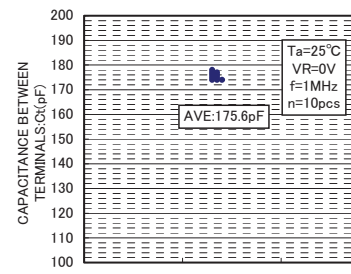 CAPACITANCE BETWEEN
TERMINALS:Ct(pF)
200
190
180
170
160
150
140
130
120
110
100
Ta=25℃
VR=0V
f=1MHz
n=10pcs
AVE:175.6pF